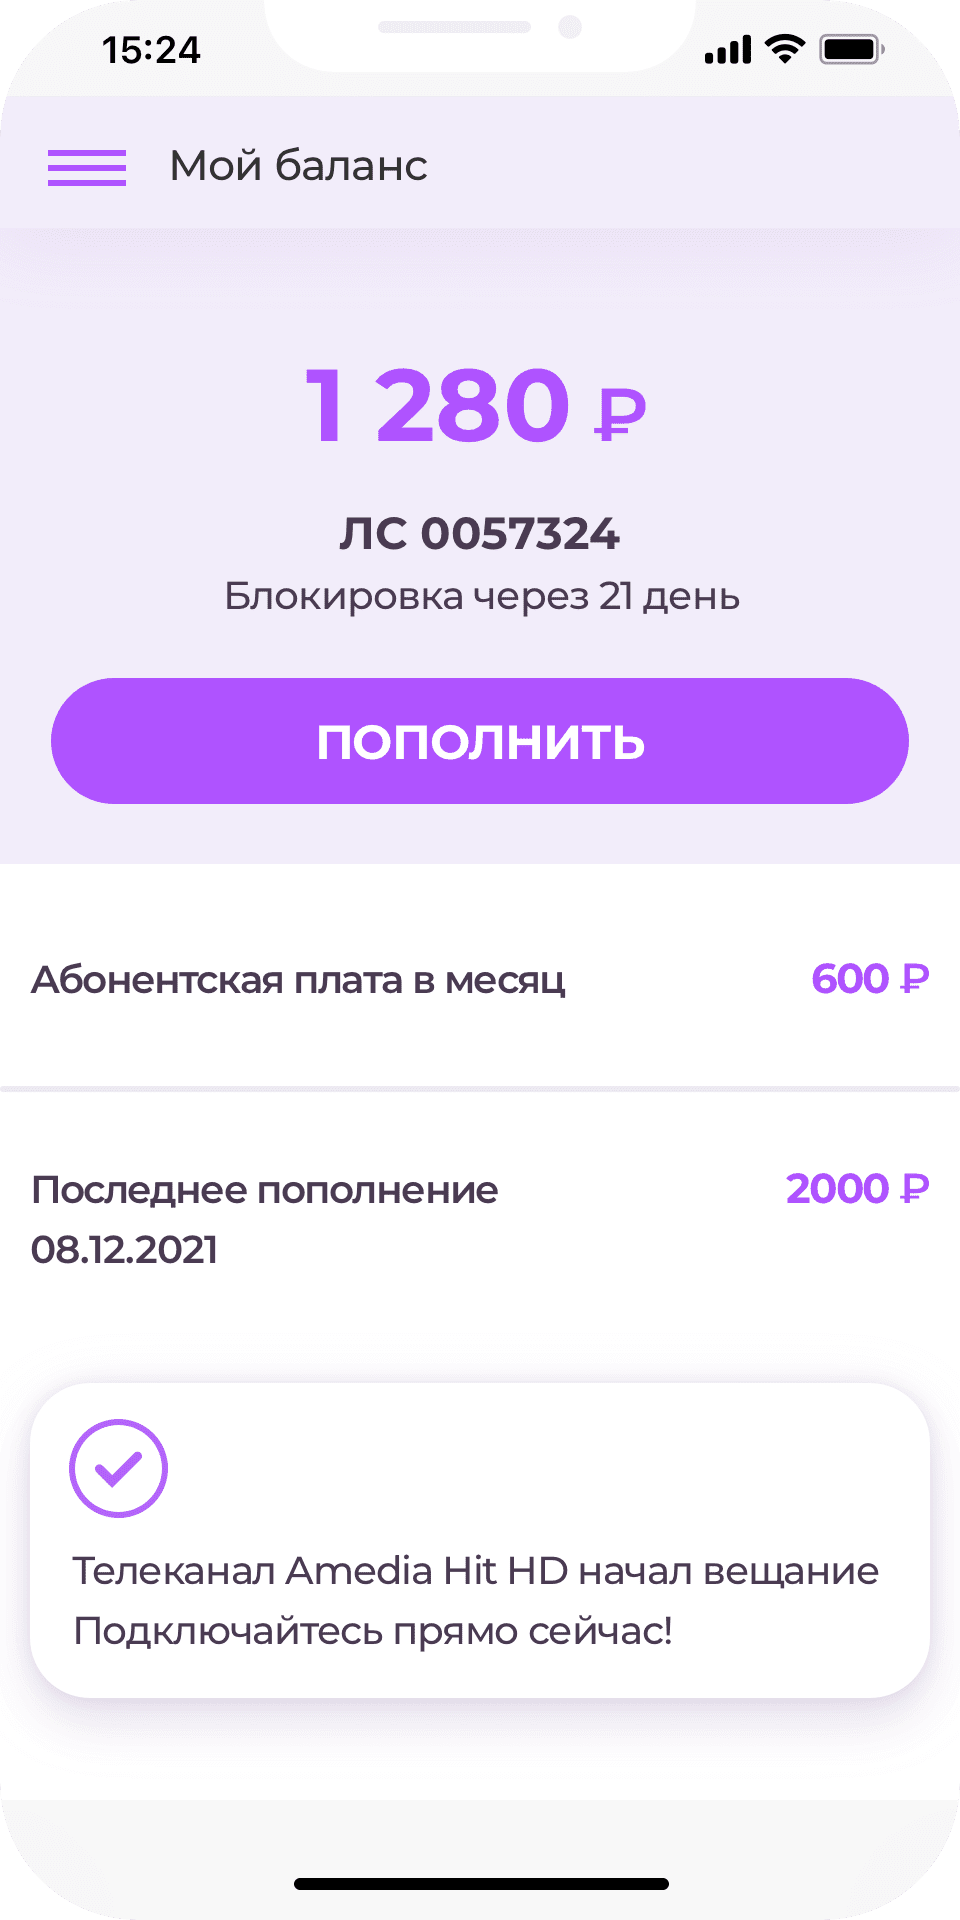 15:24
Мой баланс
1 280 ₽
ЛС 0057324
Блокировка через 21 день
ПОПОЛНИТЬ
Абонентская плата в месяц 600 ₽
Последнее пополнение 2000 ₽
08.12.2021
Телеканал Amedia Hit HD начал вещание
Подключайтесь прямо сейчас!